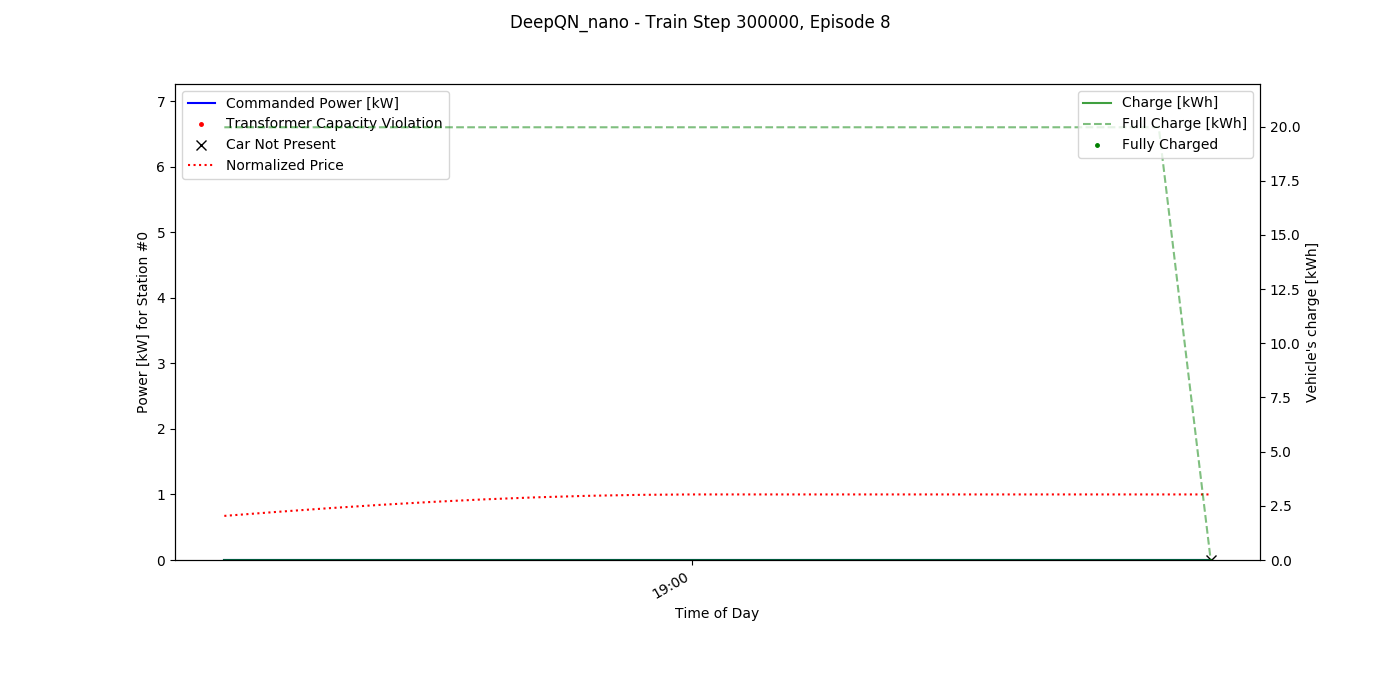 DeepQN_nano - Train Step 300000, Episode 8
Commanded Power [kW]
Transformer Capacity Violation
Car Not Present
Normalized Price
Charge [kWh]
Full Charge [kWh]
Fully Charged
Power [kW] for Station #0
7
6
5
4
3
2
1
0
20.0
17.5
15.0
12.5
10.0
7.5
5.0
2.5
0.0
Vehicle's charge [kWh]
19:00
Time of Day